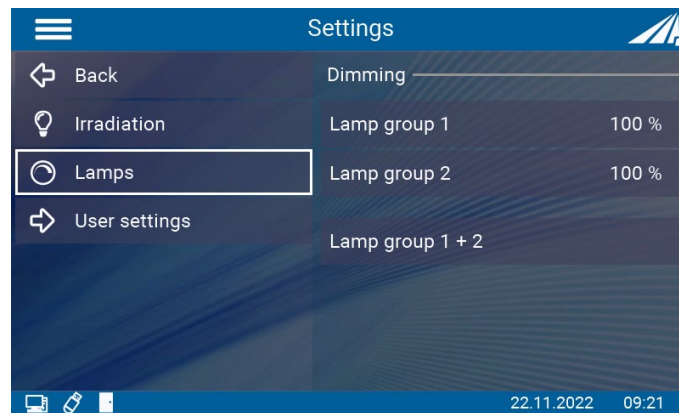 Settings
Back
Irradiation
Lamps
User settings
Dimming
Lamp group 1 100 %
Lamp group 2 100 %
Lamp group 1 + 2
22.11.2022 09:21